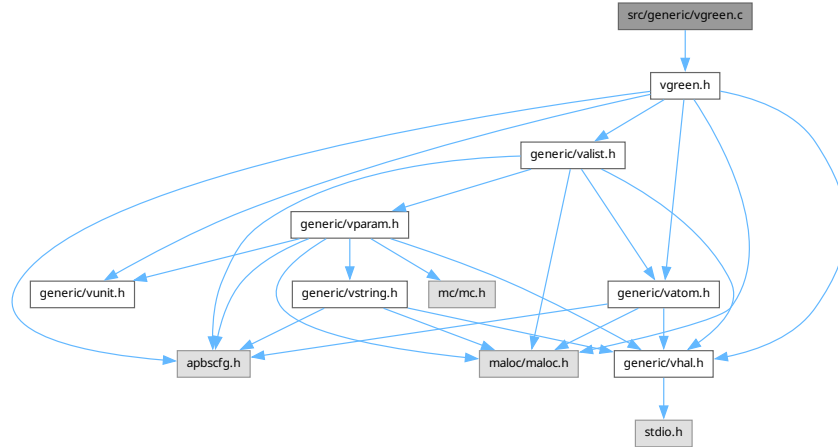 src/generic/vgreen.c
vgreen.h
generic/valist.h
generic/vparam.h
generic/vunit.h
generic/vstring.h
mc/mc.h
generic/vatom.h
apbscfg.h
maloc/maloc.h
generic/vhal.h
stdio.h